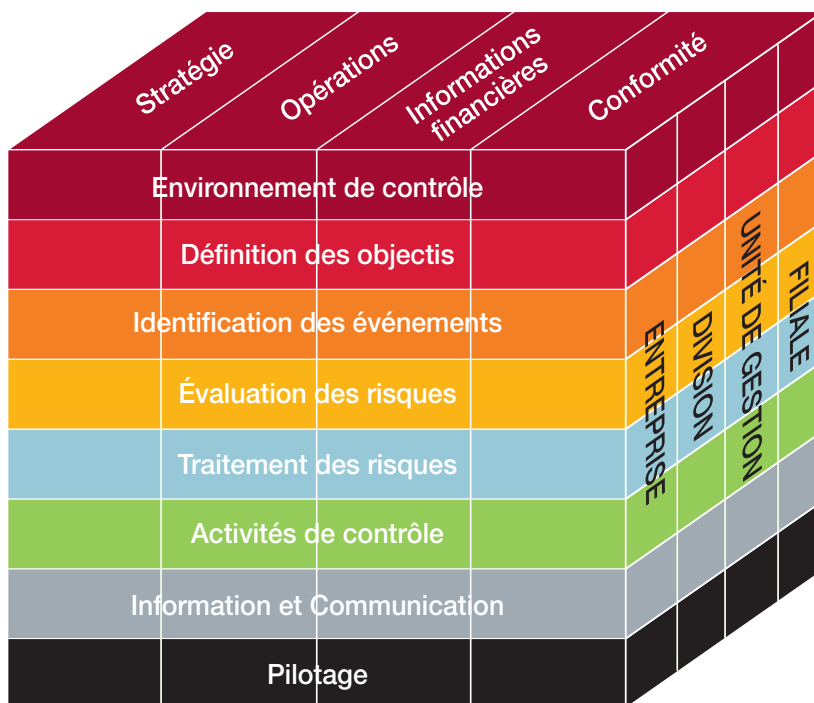 Stratégie
Opérations
Informations
financières
Conformité
Environnement de contrôle
Définition des objectis
Identification des événements
Évaluation des risques
Traitement des risques
Activités de contrôle
Information et Communication
Pilotage
ENTREPRISE
DIVISION
UNITÉ DE GESTION
FILIALE